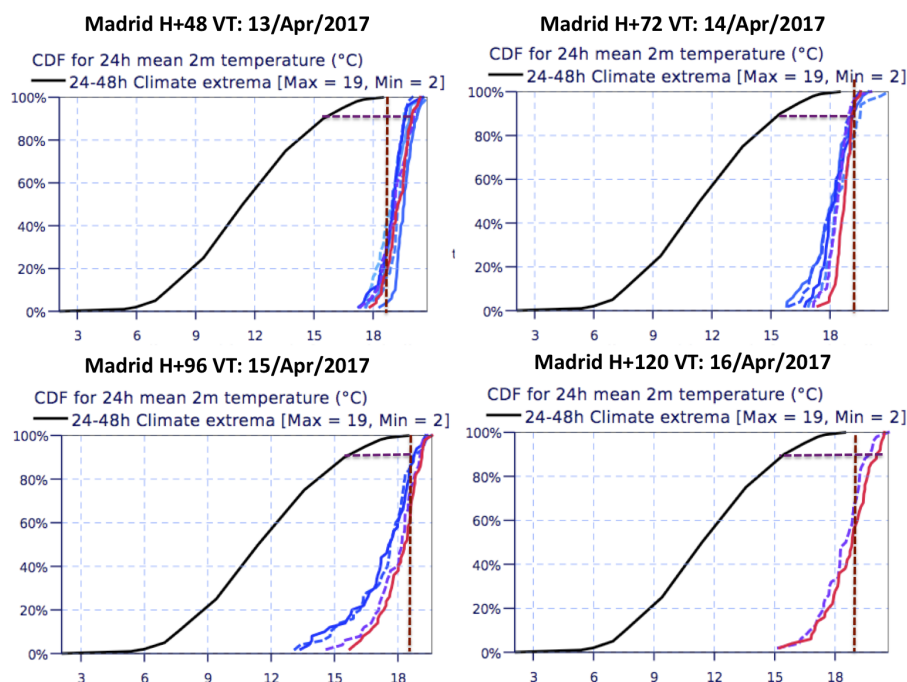 Madrid H+48 VT: 13/Apr/2017
CDF for 24h mean 2m temperature (°C)
24-48h Climate extrema [Max = 19, Min = 2]
100%
80%
60%
40%
20%
0%
3 6 9 12 15 18
Madrid H+72 VT: 14/Apr/2017
CDF for 24h mean 2m temperature (°C)
24-48h Climate extrema [Max = 19, Min = 2]
100%
80%
60%
40%
20%
0%
t
3 6 9 12 15 18
Madrid H+96 VT: 15/Apr/2017
CDF for 24h mean 2m temperature (°C)
24-48h Climate extrema [Max = 19, Min = 2]
100%
80%
60%
40%
20%
0%
3 6 9 12 15 18
Madrid H+120 VT: 16/Apr/2017
CDF for 24h mean 2m temperature (°C)
24-48h Climate extrema [Max = 19, Min = 2]
100%
80%
60%
40%
20%
0%
3 6 9 12 15 18